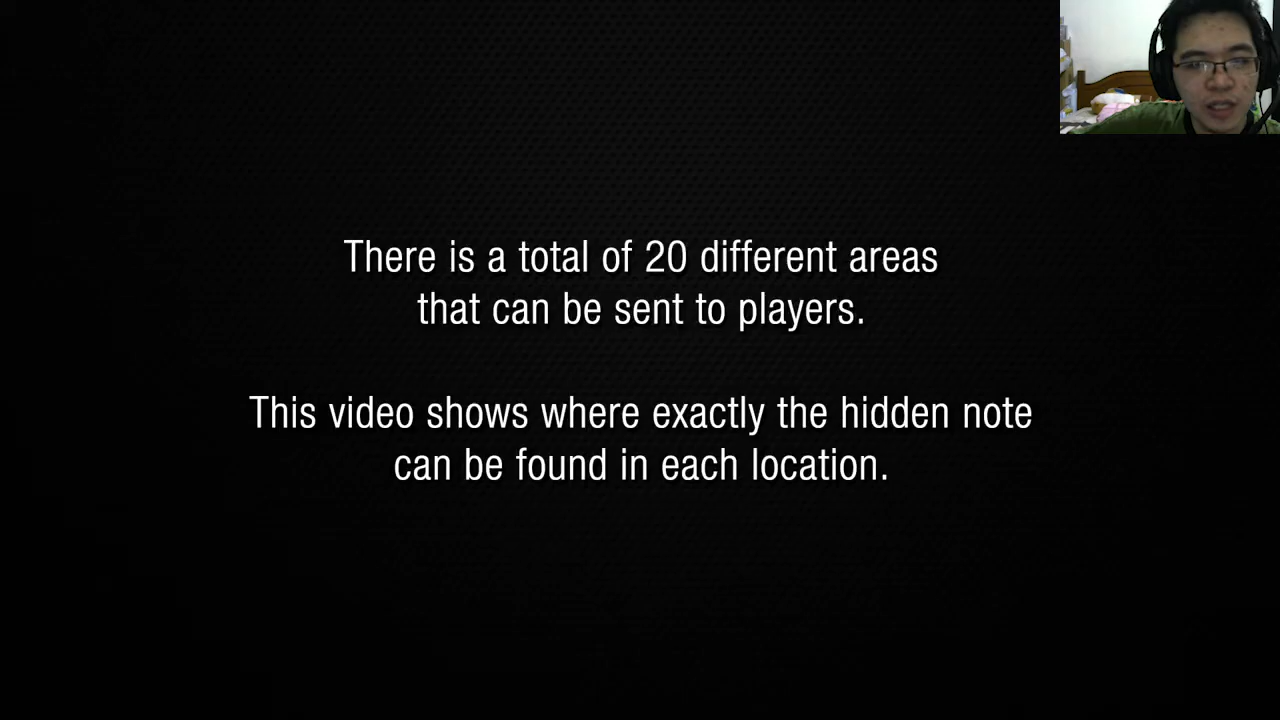 There is a total of 20 different areas
that can be sent to players.
This video shows where exactly the hidden note
can be found in each location.